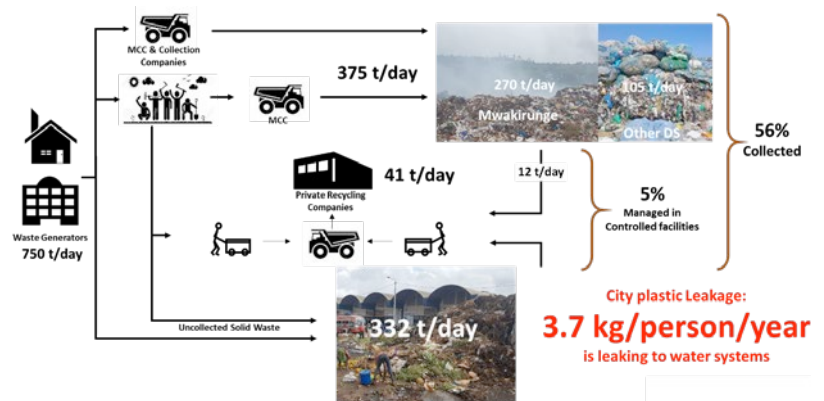 MCC & Collection
Companies
375 t/day
MCC
270 t/day
Mwakirunge
105 t/day
Other DS
56%
Collected
12 t/day
41 t/day
Private Recycling
Companies
5%
Managed in
Controlled facilities
Waste Generators
750 t/day
Uncollected Solid Waste
332 t/day
City plastic Leakage:
3.7 kg/person/year
is leaking to water systems